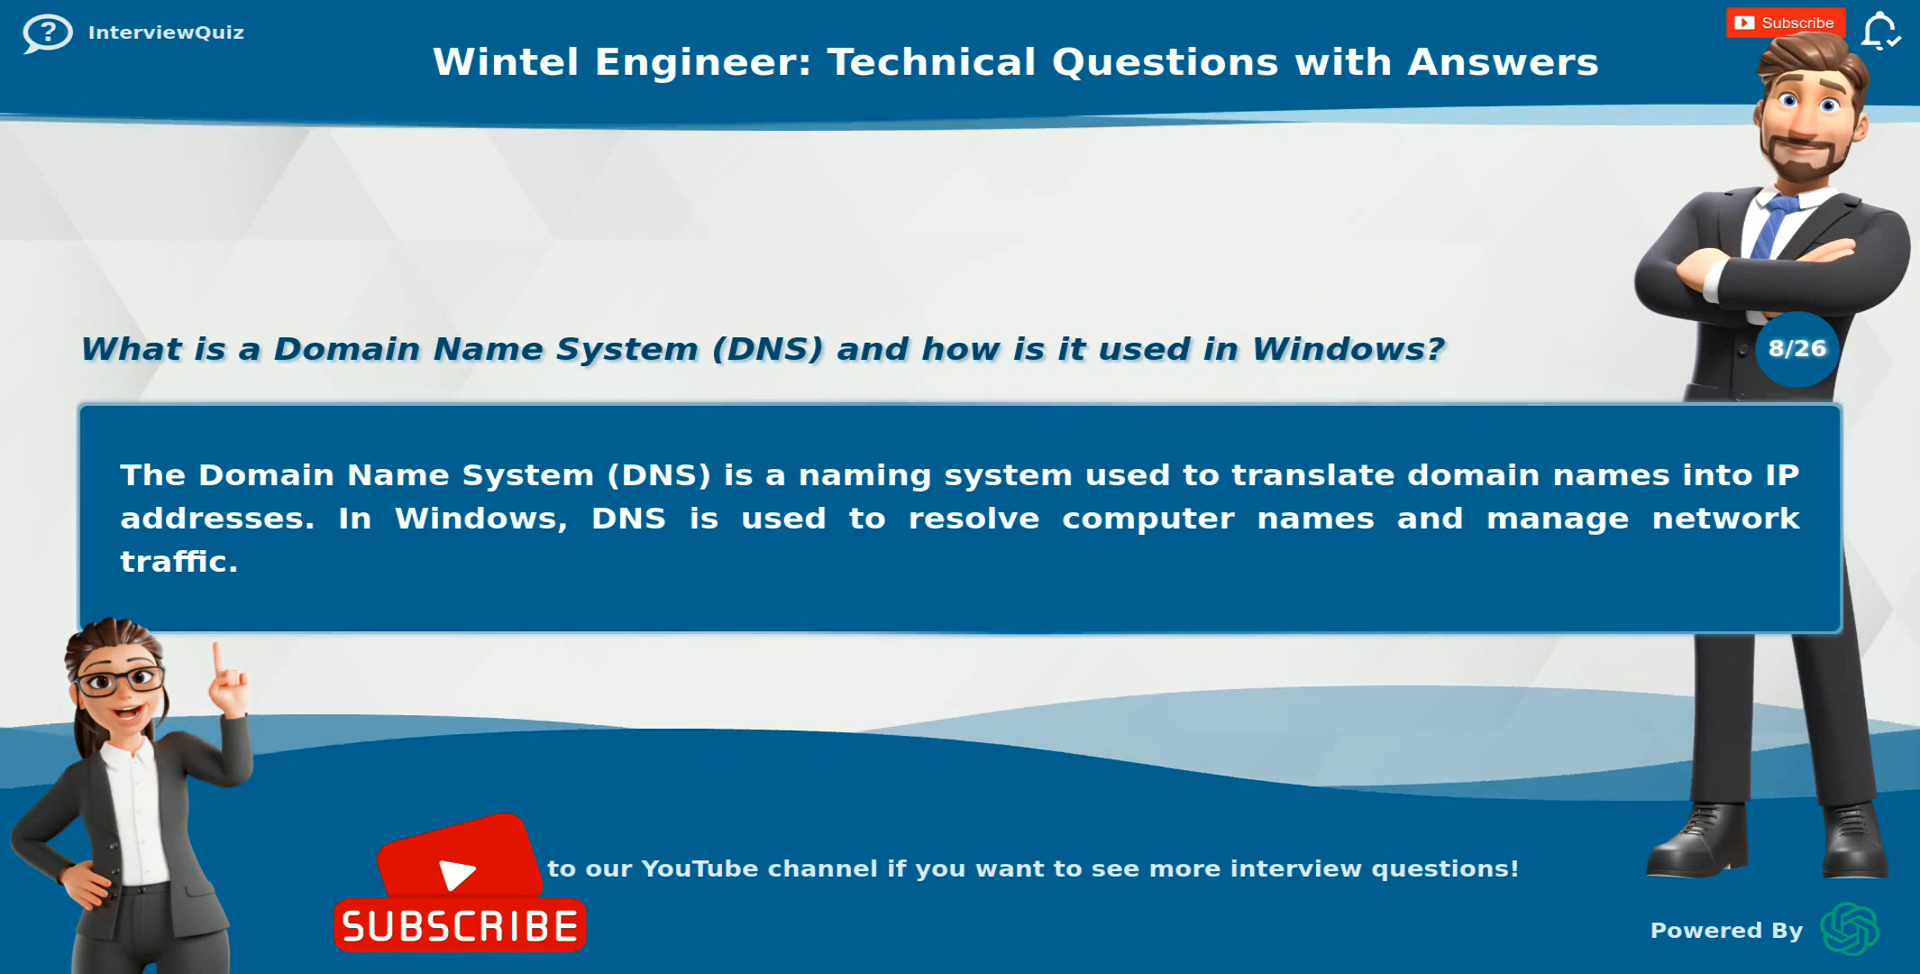 InterviewQuiz
Subscribe
Wintel Engineer: Technical Questions with Answers
What is a Domain Name System (DNS) and how is it used in Windows?
8/26
The Domain Name System (DNS) is a naming system used to translate domain names into IP
addresses. In Windows, DNS is used to resolve computer names and manage network
traffic.
to our YouTube channel if you want to see more interview questions!
SUBSCRIBE
Powered By